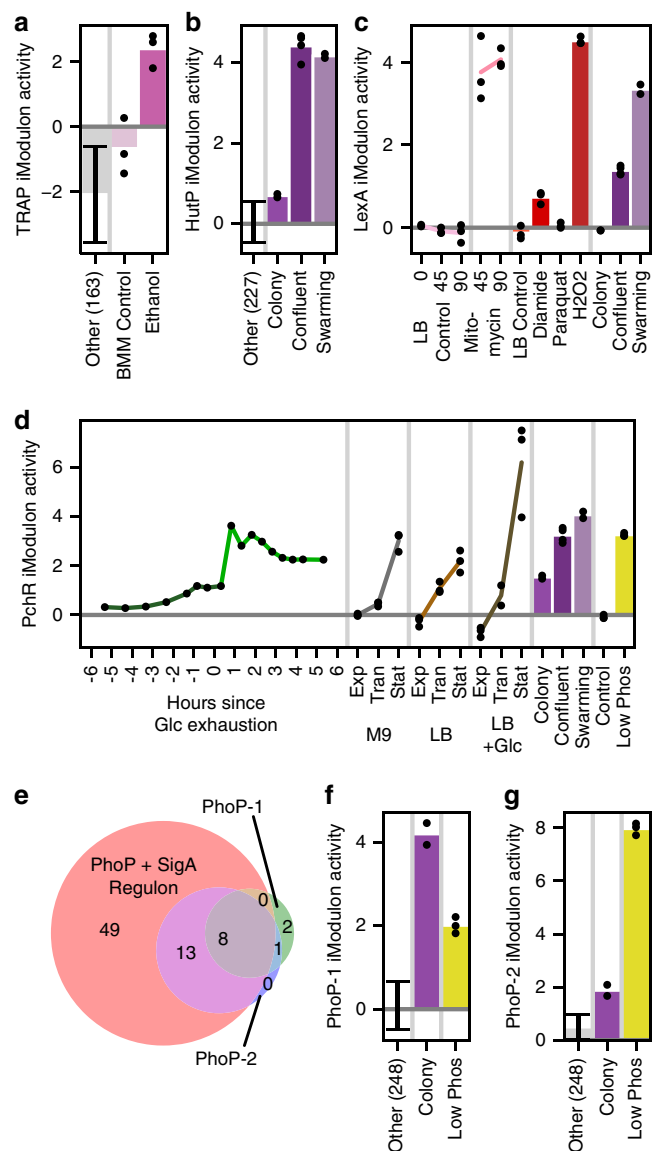 a
TRAP iModulon activity
2
0
−2
Other (163)
BMM Control
Ethanol
b
HutP iModulon activity
4
2
0
Other (227)
Colony
Confluent
Swarming
c
LexA iModulon activity
4
2
0
0
45
90
LB
Control
45
90
Mito-
mycin
LB Control
Diamide
Paraquat
H2O2
Colony
Confluent
Swarming
d
PchR iModulon activity
6
4
2
0
-6
-5
-4
-3
-2
-1
0
1
2
3
4
5
6
Hours since
Glc exhaustion
Exp
Tran
Stat
M9
Exp
Tran
Stat
LB
Exp
Tran
Stat
LB
+Glc
Colony
Confluent
Swarming
Control
Low Phos
e
PhoP-1
PhoP + SigA
Regulon
49
13
8
0
2
1
0
PhoP-2
f
PhoP-1 iModulon activity
4
2
0
Other (248)
Colony
Low Phos
g
PhoP-2 iModulon activity
8
6
4
2
0
Other (248)
Colony
Low Phos